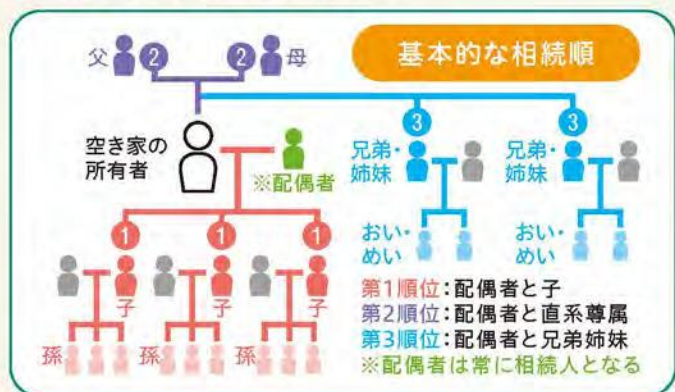 基本的な相続順
父 2 2 母
3 3
空き家の
所有者
※配偶者
兄弟・
姉妹
兄弟・
姉妹
おい・
めい
おい・
めい
1 1 1
子 子 子
孫 孫 孫
第1順位:配偶者と子
第2順位:配偶者と直系尊属
第3順位:配偶者と兄弟姉妹
※配偶者は常に相続人となる